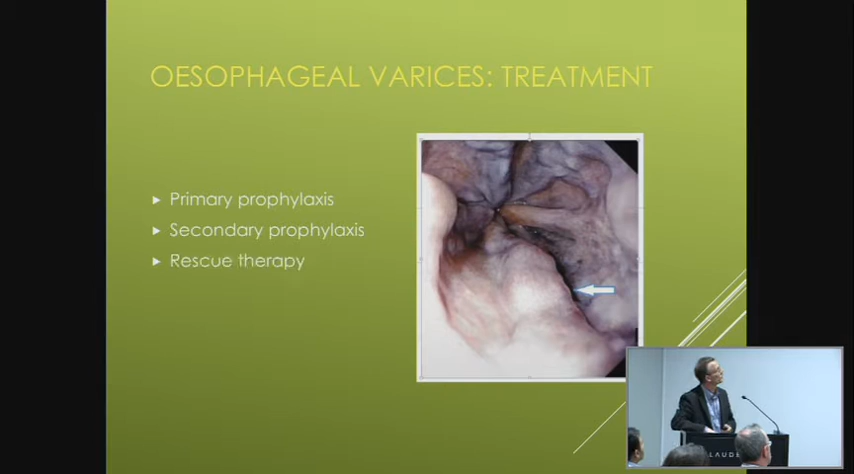 OESOPHAGEAL VARICES: TREATMENT
Primary prophylaxis
Secondary prophylaxis
Rescue therapy